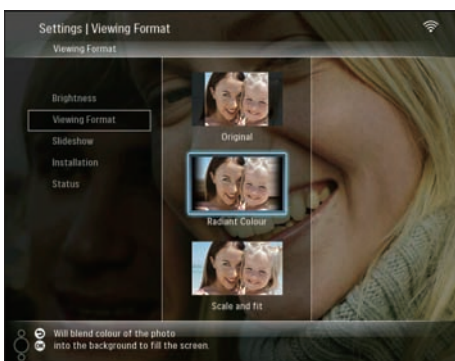 Settings | Viewing Format
Viewing Format
Brightness
Viewing Format
Slideshow
Installation
Status
Original
Radiant Colour
Scale and fit
Will blend colour of the photo
OK into the background to fill the screen.